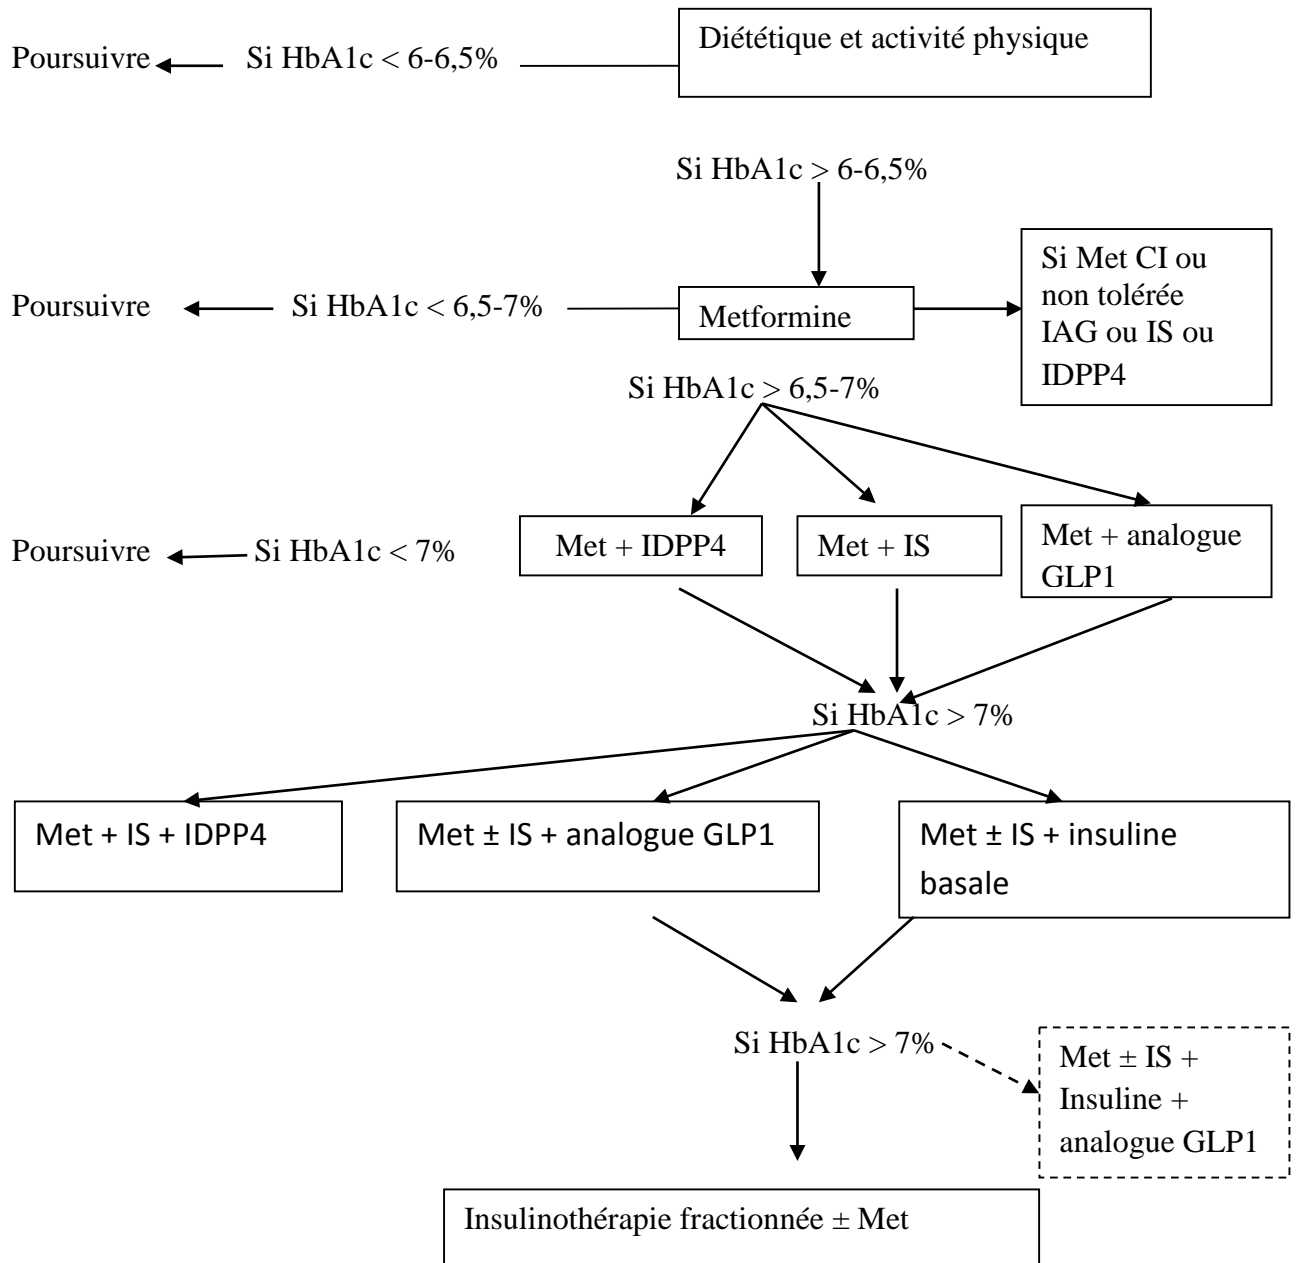 Diététique et activité physique
Poursuivre
Si HbA1c < 6-6,5%
Si HbA1c > 6-6,5%
Si Met CI ou
non tolérée
IAG ou IS ou
IDPP4
Poursuivre
Si HbA1c < 6,5-7%
Metformine
Si HbA1c > 6,5-7%
Met + IDPP4
Met + IS
Met + analogue
GLP1
Poursuivre
Si HbA1c < 7%
Si HbA1c > 7%
Met + IS + IDPP4
Met ± IS + analogue GLP1
Met ± IS + insuline
basale
Si HbA1c > 7%
Met ± IS +
Insuline +
analogue GLP1
Insulinothérapie fractionnée ± Met